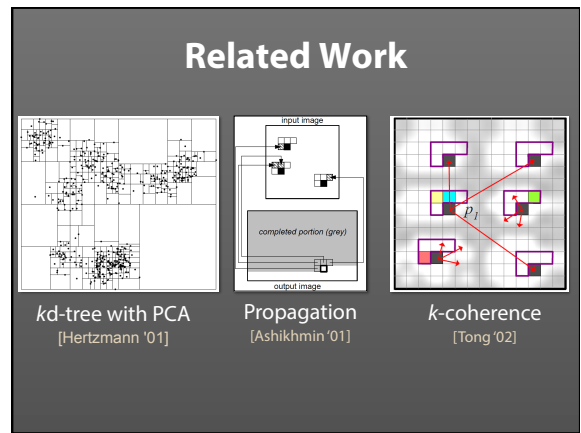 Related Work
input image
completed portion (grey)
output image
p1
kd-tree with PCA
[Hertzmann '01]
Propagation
[Ashikhmin '01]
k-coherence
[Tong '02]